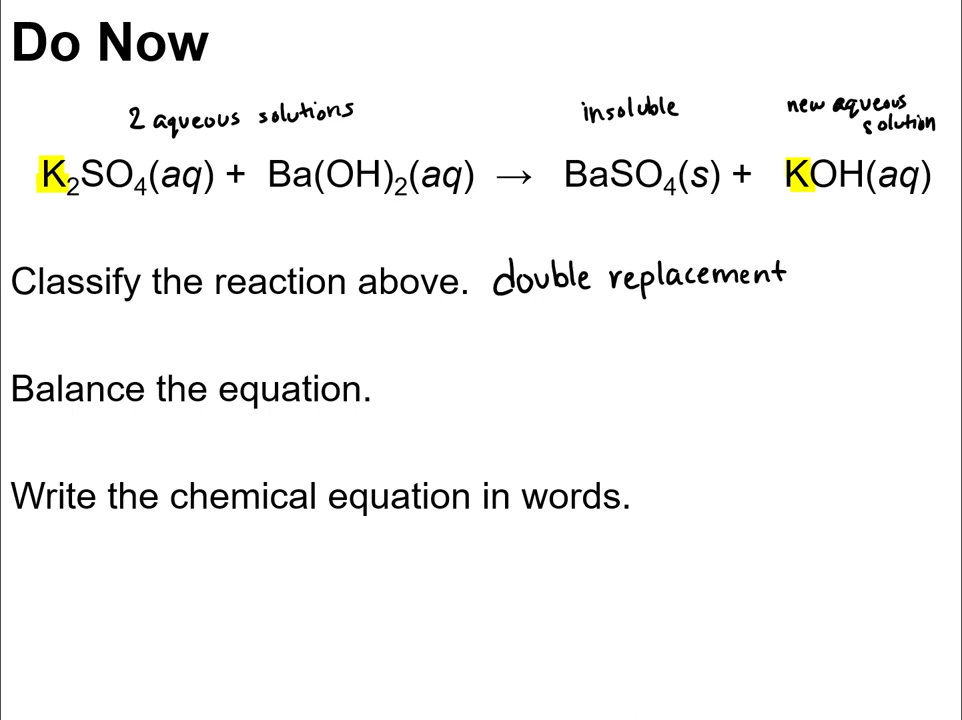 Do Now
2 aqueous solutions insoluble new aqueous solution
K₂SO₄(aq) + Ba(OH)₂(aq) → BaSO₄(s) + KOH(aq)
Classify the reaction above. double replacement
Balance the equation.
Write the chemical equation in words.